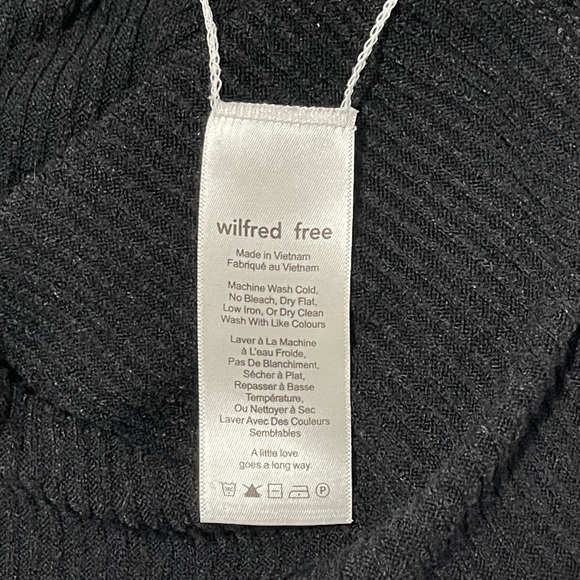 wilfred free
Made in Vietnam
Fabriqué au Vietnam
Machine Wash Cold,
No Bleach, Dry Flat,
Low Iron, Or Dry Clean
Wash With Like Colours
Laver à La Machine
à L'eau Froide,
Pas De Blanchiment,
Sécher à Plat,
Repasser à Basse
Température,
Ou Nettoyer à Sec
Laver Avec Des Couleurs
Semblables
A little love
goes a long way.
P